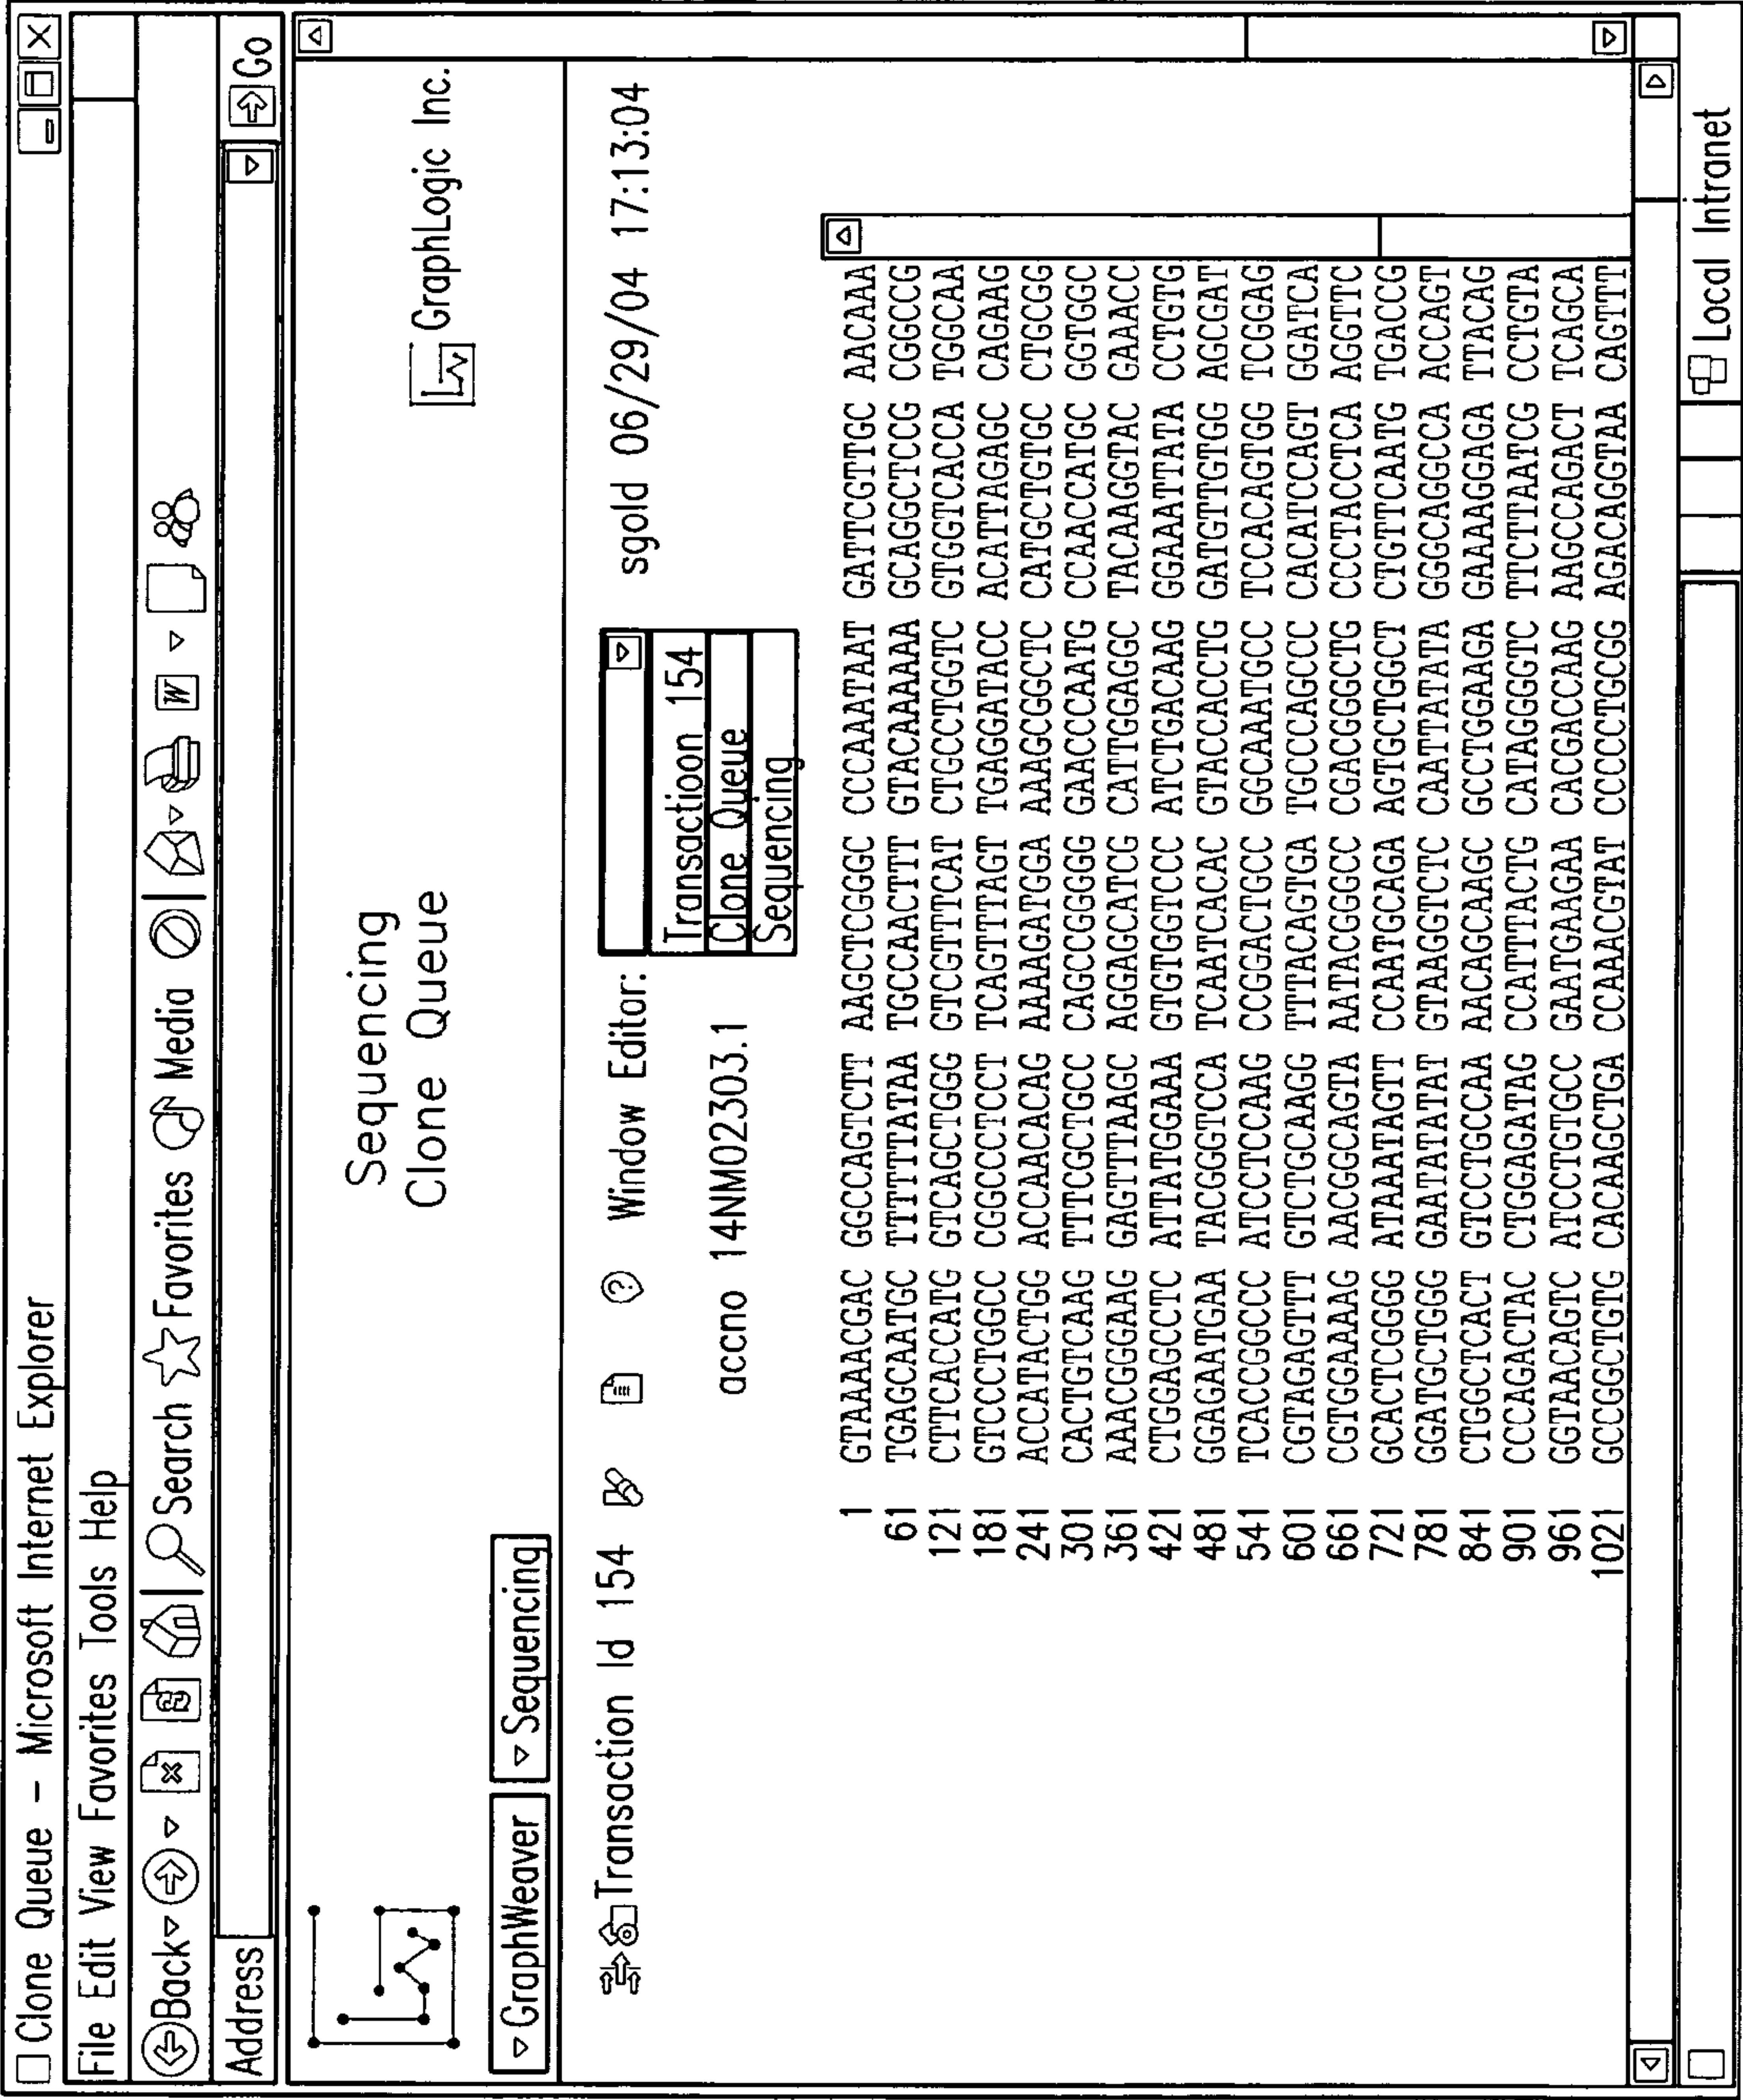 Clone Queue – Microsoft Internet Explorer
File Edit View Favorites Tools Help
Back Search Favorites Media W
Address Go
Sequencing
Clone Queue
GraphLogic Inc.
GraphWeaver Sequencing
Transaction Id 154 ? Window Editor: sgold 06/29/04 17:13:04
Transactioon 154
Clone Queue
Sequencing
accno 14NM02303.1
1 GTAAAACGAC GGCCAGTCTT AAGCTCGGGC CCCAAATAAT GATTCGTTGC AACAAA
61 TGAGCAATGC TTTTTTATAA TGCCAACTTT GTACAAAAAA GCAGGCTCCG CGGCCG
121 CTTCACCATG GTCAGCTGGG GTCGTTTCAT CTGCCTGGTC GTGGTCACCA TGGCAA
181 GTCCCTGGCC CGGCCCTCCT TCAGTTTAGT TGAGGATACC ACATTAGAGC CAGAAG
241 ACCATACTGG ACCAACACAG AAAAGATGGA AAAGCGGCTC CATGCTGTGC CTGCGG
301 CACTGTCAAG TTTCGCTGCC CAGCCGGGGG GAACCCAATG CCAACCATGC GGTGGC
361 AAACGGGAAG GAGTTTAAGC AGGAGCATCG CATTGGAGGC TACAAGGTAC GAAACC
421 CTGGAGCCTC ATTATGGAAA GTGTGGTCCC ATCTGACAAG GGAAATTATA CCTGTG
481 GGAGAATGAA TACGGGTCCA TCAATCACAC GTACCACCTG GATGTTGTGG AGCGAT
541 TCACCGGCCC ATCCTCCAAG CCGGACTGCC GGCAAATGCC TCCACAGTGG TCGGAG
601 CGTAGAGTTT GTCTGCAAGG TTTACAGTGA TGCCCAGCCC CACATCCAGT GGATCA
661 CGTGGAAAAG AACGGCAGTA AATACGGGCC CGACGGGCTG CCCTACCTCA AGGTTC
721 GCACTCGGGG ATAAATAGTT CCAATGCAGA AGTGCTGGCT CTGTTCAATG TGACCG
781 GGATGCTGGG GAATATATAT GTAAGGTCTC CAATTATATA GGGCAGGCCA ACCAGT
841 CTGGCTCACT GTCCTGCCAA AACAGCAAGC GCCTGGAAGA GAAAAGGAGA TTACAG
901 CCCAGACTAC CTGGAGATAG CCATTTACTG CATAGGGGTC TTCTTAATCG CCTGTA
961 GGTAACAGTC ATCCTGTGCC GAATGAAGAA CACGACCAAG AAGCCAGACT TCAGCA
1021 GCCGGCTGTG CACAAGCTGA CCAAACGTAT CCCCCTGCGG AGACAGGTAA CAGTTT
Local Intranet